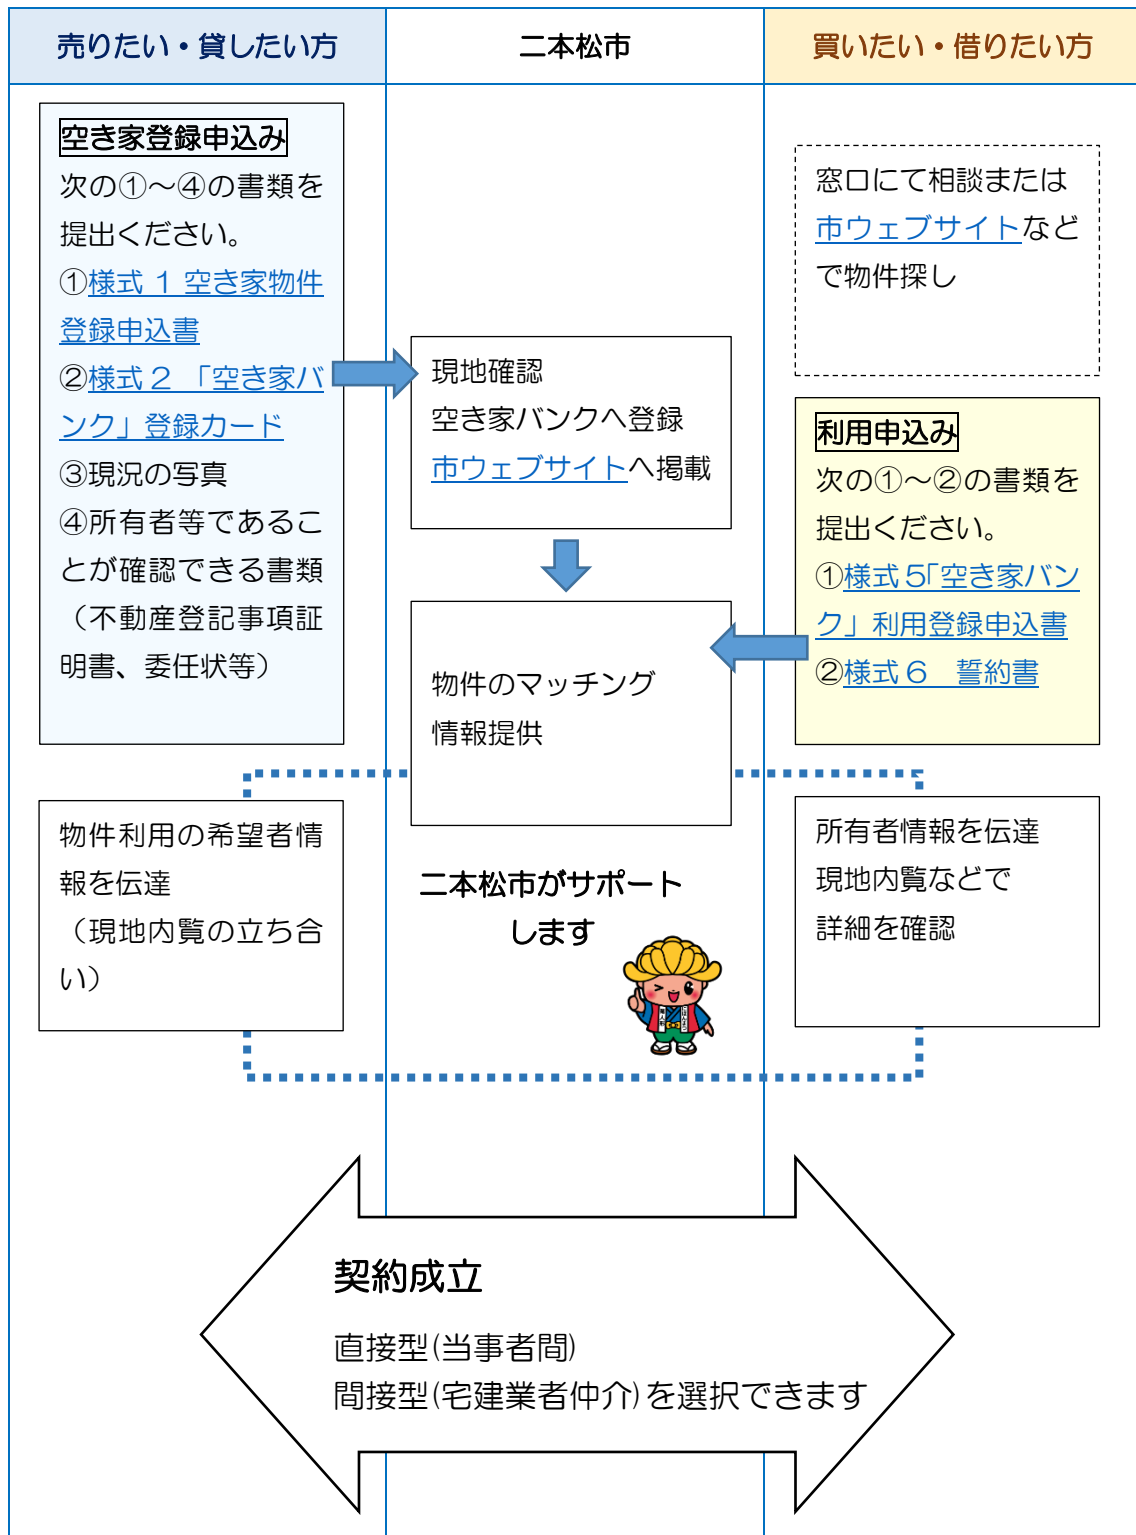 売りたい・貸したい方
二本松市
買いたい・借りたい方
空き家登録申込み
次の①～④の書類を
提出ください。
①様式 1 空き家物件
登録申込書
②様式２ 「空き家バ
ンク」登録カード
③現況の写真
④所有者等であるこ
とが確認できる書類
（不動産登記事項証
明書、委任状等）
現地確認
空き家バンクへ登録
市ウェブサイトへ掲載
窓口にて相談または
市ウェブサイトなど
で物件探し
利用申込み
次の①～②の書類を
提出ください。
①様式５「空き家バン
ク」利用登録申込書
②様式６ 誓約書
物件のマッチング
情報提供
物件利用の希望者情
報を伝達
（現地内覧の立ち合
い）
二本松市がサポート
します
所有者情報を伝達
現地内覧などで
詳細を確認
契約成立
直接型(当事者間)
間接型(宅建業者仲介)を選択できます